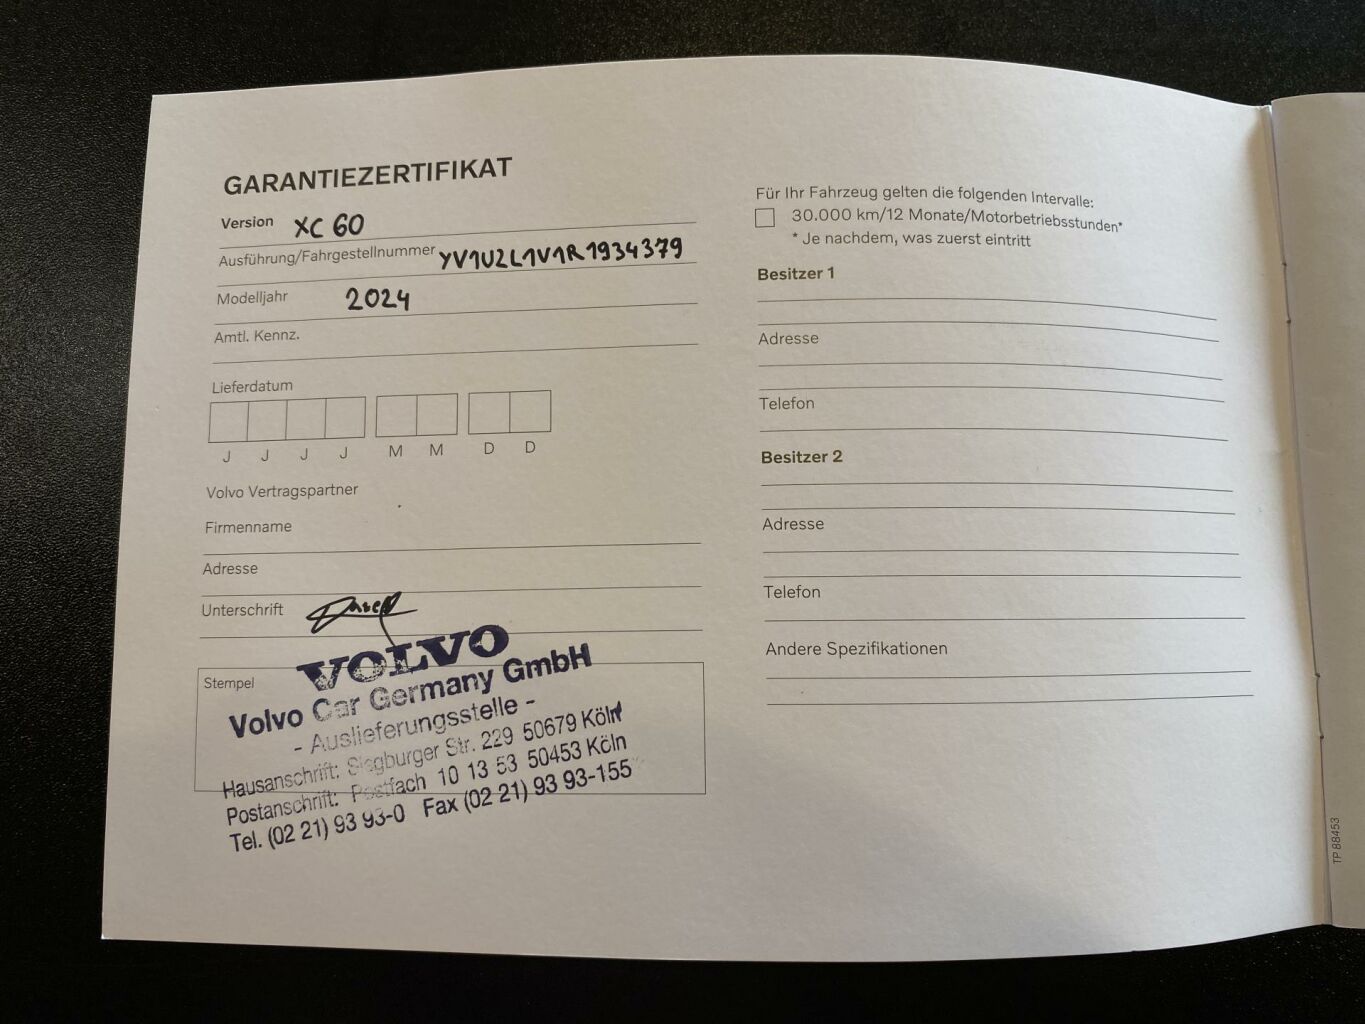 GARANTIEZERTIFIKAT
Version XC 60
Ausführung/Fahrgestellnummer YV1UZL1V1R1934379
Modelljahr 2024
Amtl. Kennz.
Lieferdatum
J J J J M M D D
Volvo Vertragspartner
Firmenname
Adresse
Unterschrift
Stempel
VOLVO
Volvo Car Germany GmbH
- Auslieferungsstelle -
Hausanschrift: Siegburger Str. 229 50679 Köln
Postanschrift: Postfach 10 13 53 50453 Köln
Tel. (02 21) 93 93-0 Fax (02 21) 93 93-155
Für Ihr Fahrzeug gelten die folgenden Intervalle:
30.000 km/12 Monate/Motorbetriebsstunden*
* Je nachdem, was zuerst eintritt
Besitzer 1
Adresse
Telefon
Besitzer 2
Adresse
Telefon
Andere Spezifikationen
TP 88453